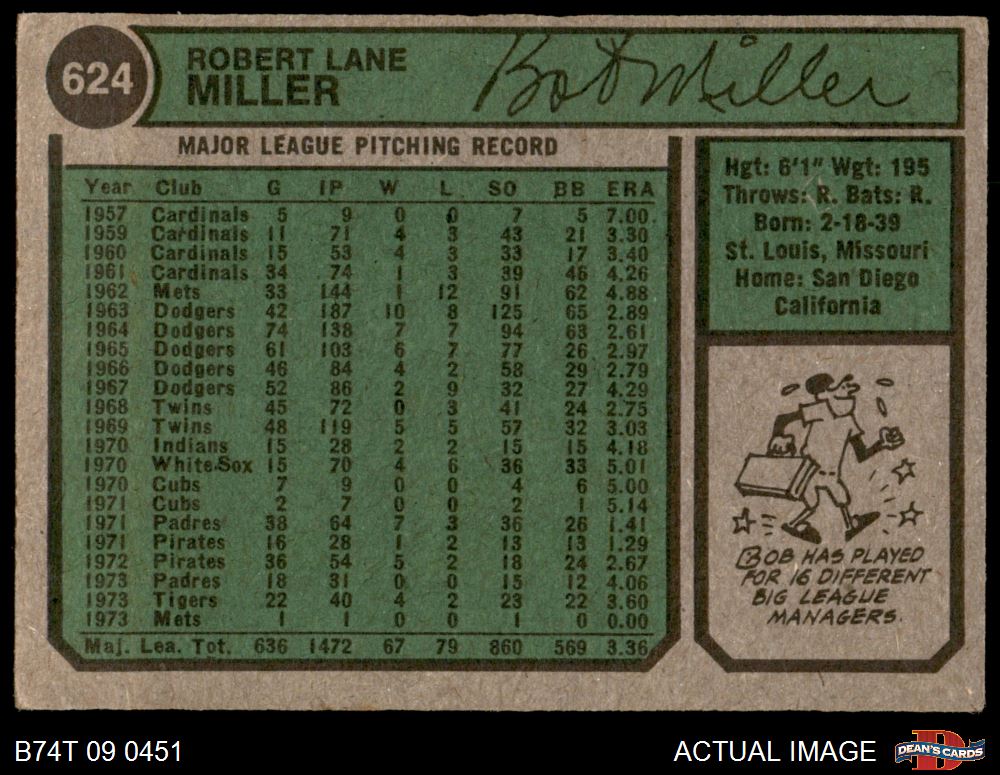 624
ROBERT LANE
MILLER
Bob Miller
MAJOR LEAGUE PITCHING RECORD
Year Club G IP W L SO BB ERA
1957 Cardinals 5 9 0 0 7 5 7.00
1959 Cardinals 11 71 4 3 43 21 3.30
1960 Cardinals 15 53 4 3 33 17 3.40
1961 Cardinals 34 74 1 3 39 46 4.26
1962 Mets 33 144 1 12 91 62 4.88
1963 Dodgers 42 187 10 8 125 65 2.89
1964 Dodgers 74 138 7 7 94 63 2.61
1965 Dodgers 61 103 6 7 77 26 2.97
1966 Dodgers 46 84 4 2 58 29 2.79
1967 Dodgers 52 86 2 9 32 27 4.29
1968 Twins 45 72 0 3 41 24 2.75
1969 Twins 48 119 5 5 57 32 3.03
1970 Indians 15 28 2 2 15 15 4.18
1970 White Sox 15 70 4 6 36 33 5.01
1970 Cubs 7 9 0 0 4 6 5.00
1971 Cubs 2 7 0 0 2 1 5.14
1971 Padres 38 64 7 3 36 26 1.41
1971 Pirates 16 28 1 2 13 13 1.29
1972 Pirates 36 54 5 2 18 24 2.67
1973 Padres 18 31 0 0 15 12 4.06
1973 Tigers 22 40 4 2 23 22 3.60
1973 Mets 1 1 0 0 1 0 0.00
Maj. Lea. Tot. 636 1472 67 79 860 569 3.36
Hgt: 6'1" Wgt: 195
Throws: R. Bats: R.
Born: 2-18-39
St. Louis, Missouri
Home: San Diego
California
BOB HAS PLAYED
FOR 16 DIFFERENT
BIG LEAGUE
MANAGERS.
B74T 09 0451
ACTUAL IMAGE
D
DEAN'S CARDS